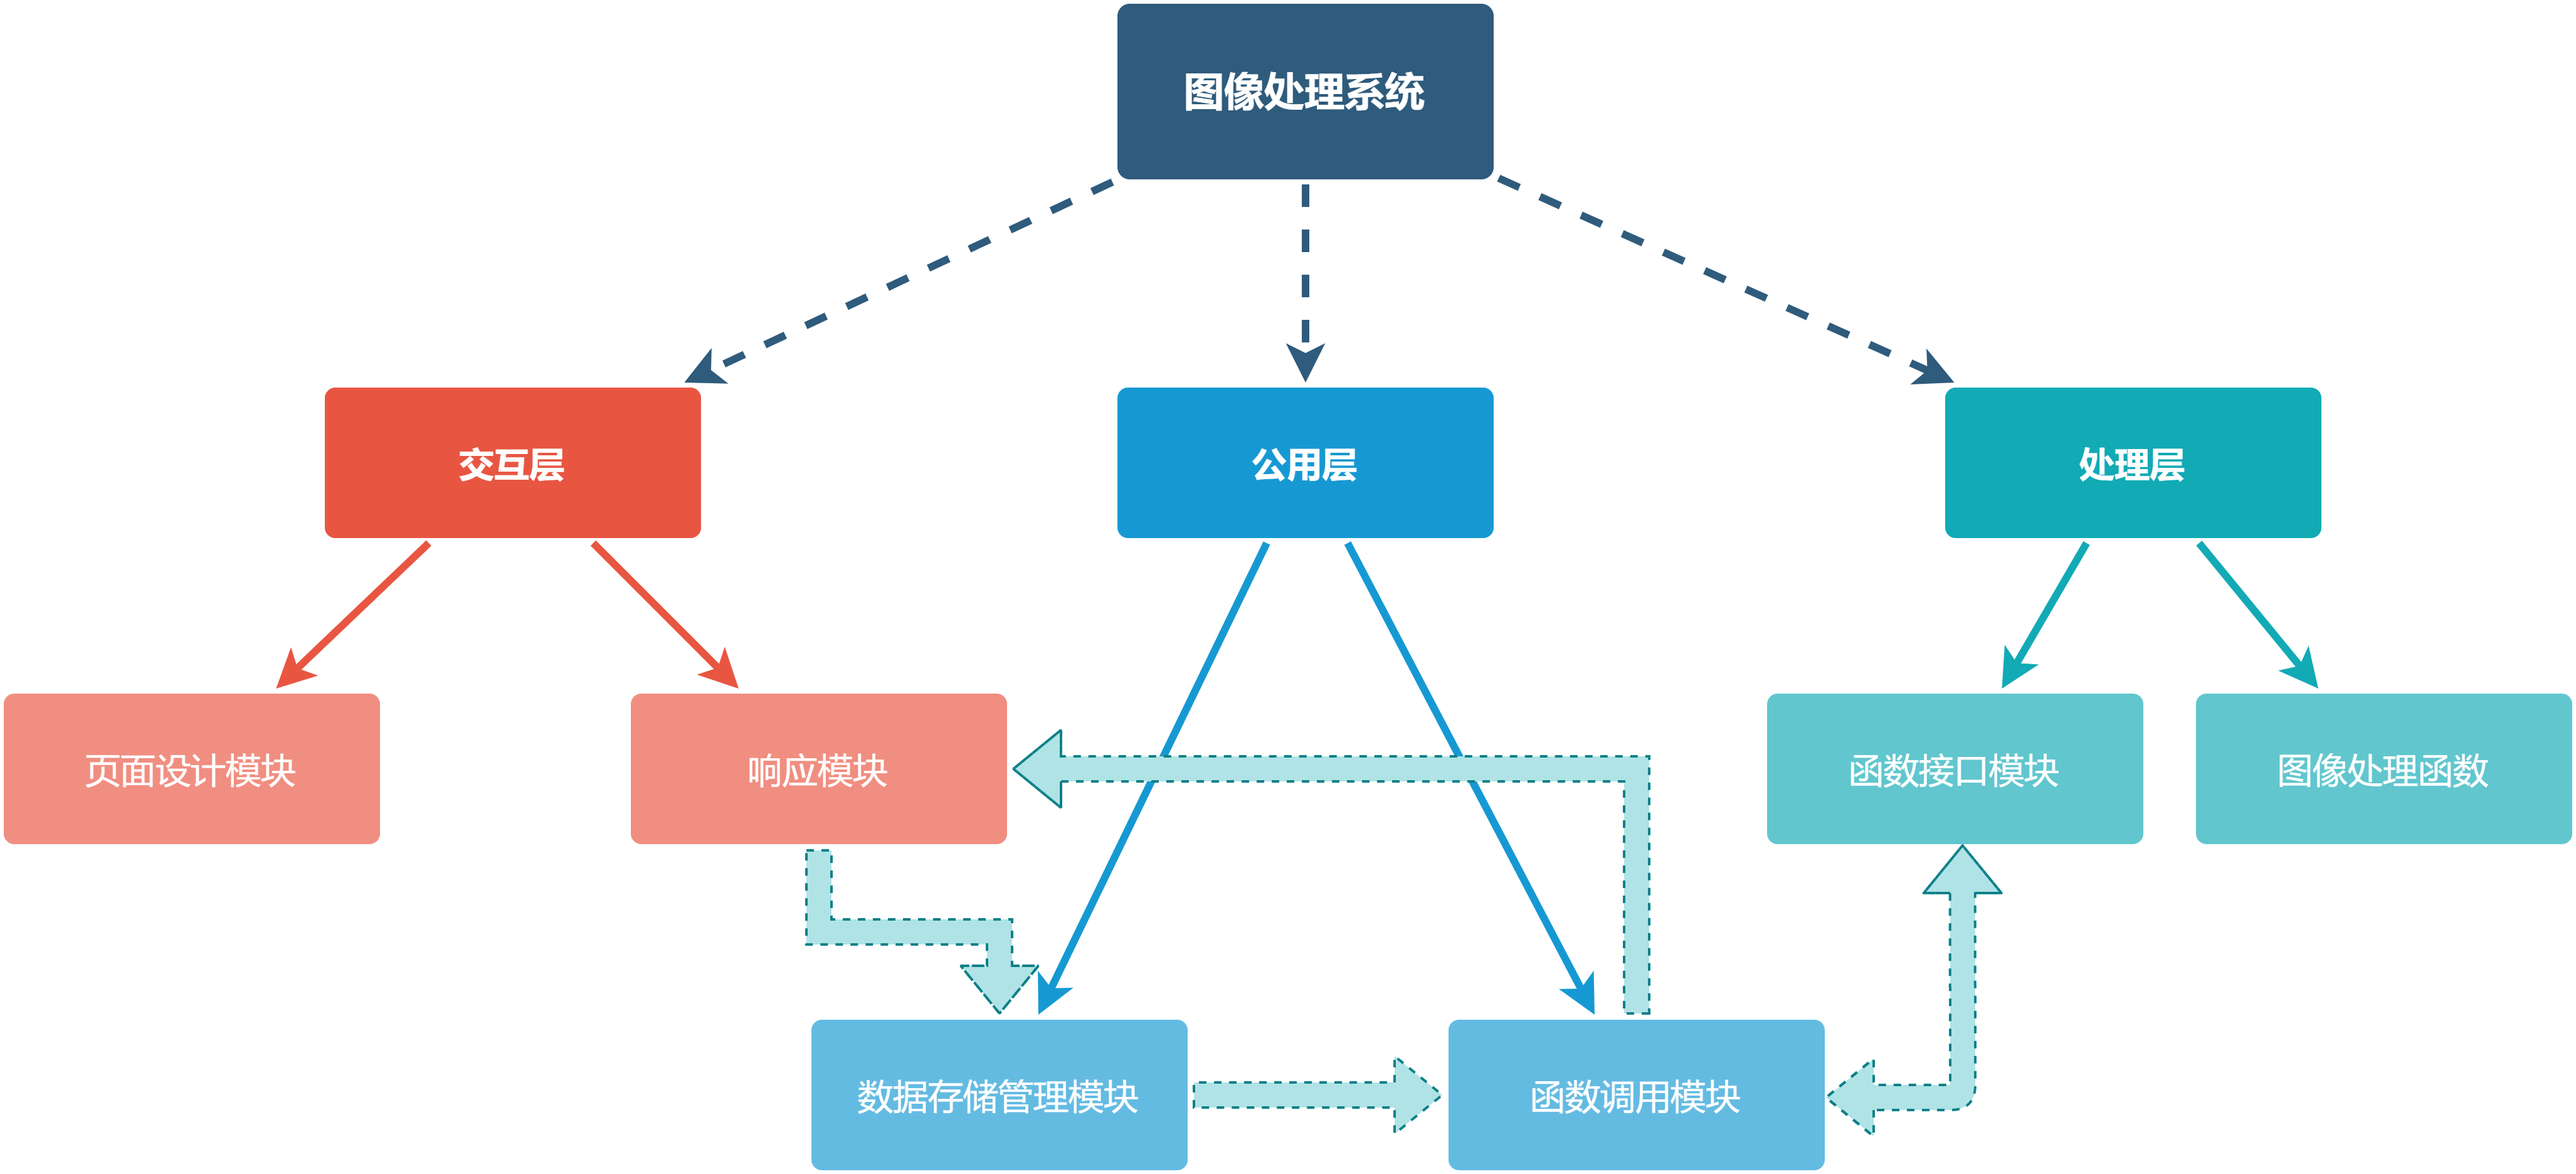 图像处理系统
交互层
公用层
处理层
页面设计模块
响应模块
函数接口模块
图像处理函数
数据存储管理模块
函数调用模块